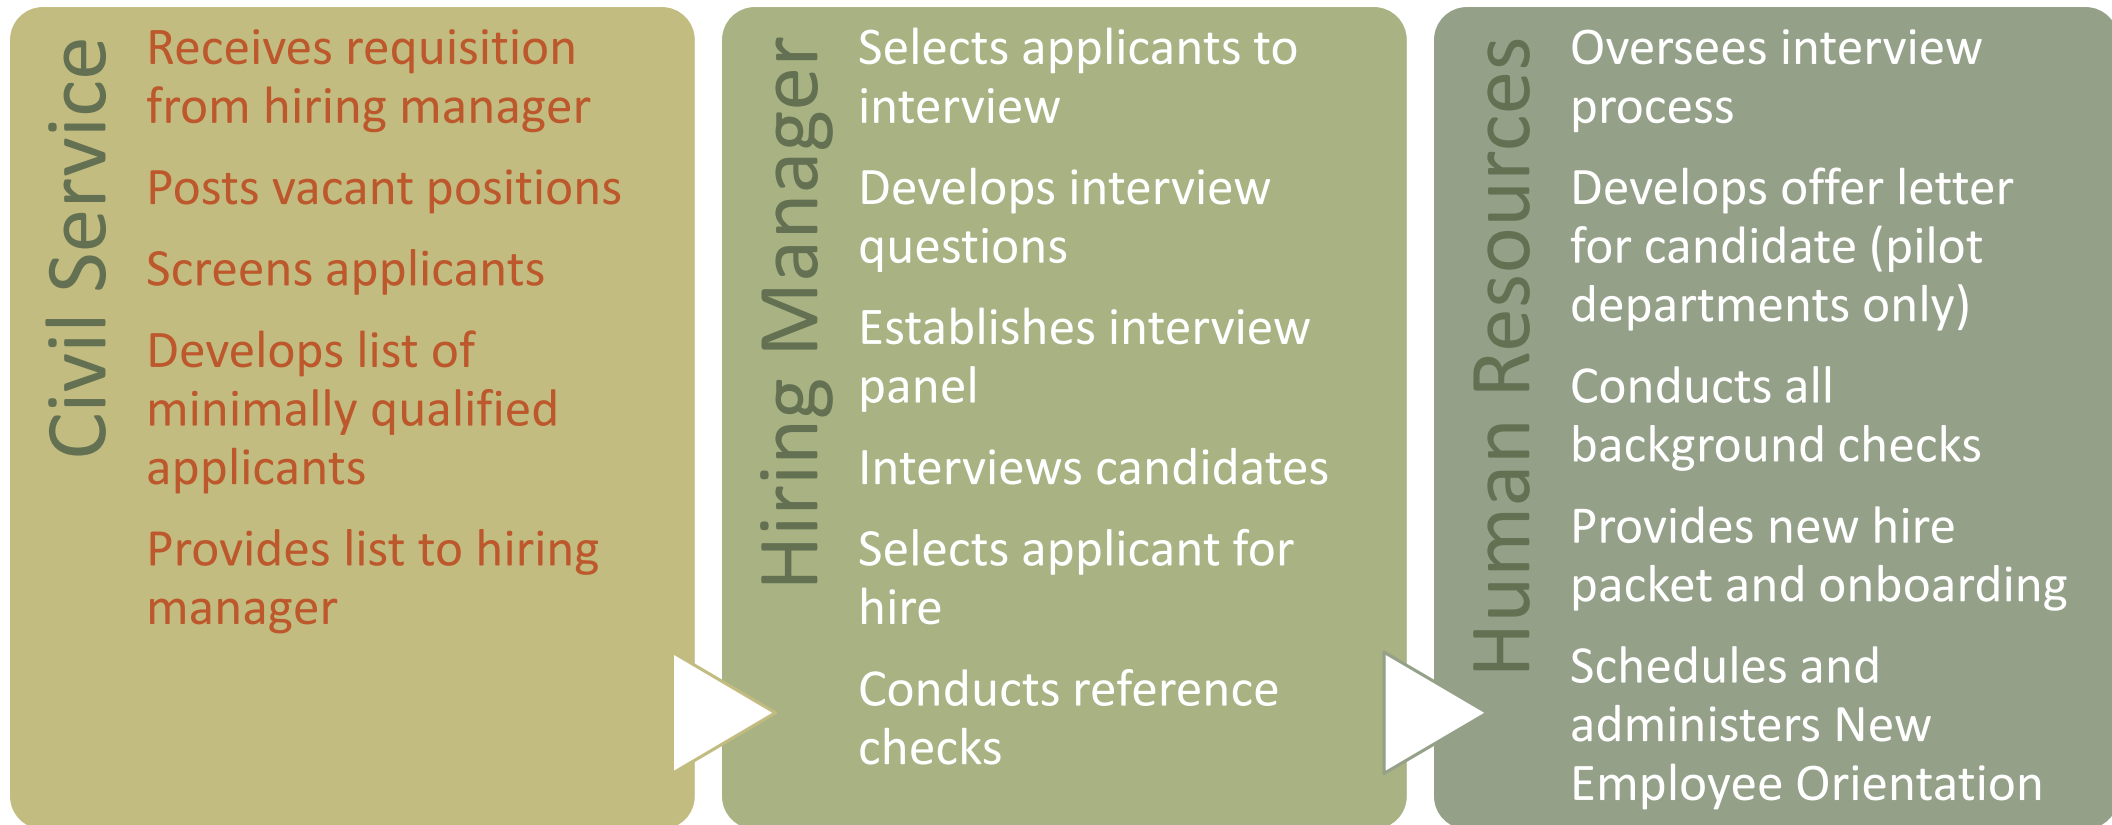 Civil Service
Receives requisition
from hiring manager
Posts vacant positions
Screens applicants
Develops list of
minimally qualified
applicants
Provides list to hiring
manager
Hiring Manager
Selects applicants to
interview
Develops interview
questions
Establishes interview
panel
Interviews candidates
Selects applicant for
hire
Conducts reference
checks
Human Resources
Oversees interview
process
Develops offer letter
for candidate (pilot
departments only)
Conducts all
background checks
Provides new hire
packet and onboarding
Schedules and
administers New
Employee Orientation